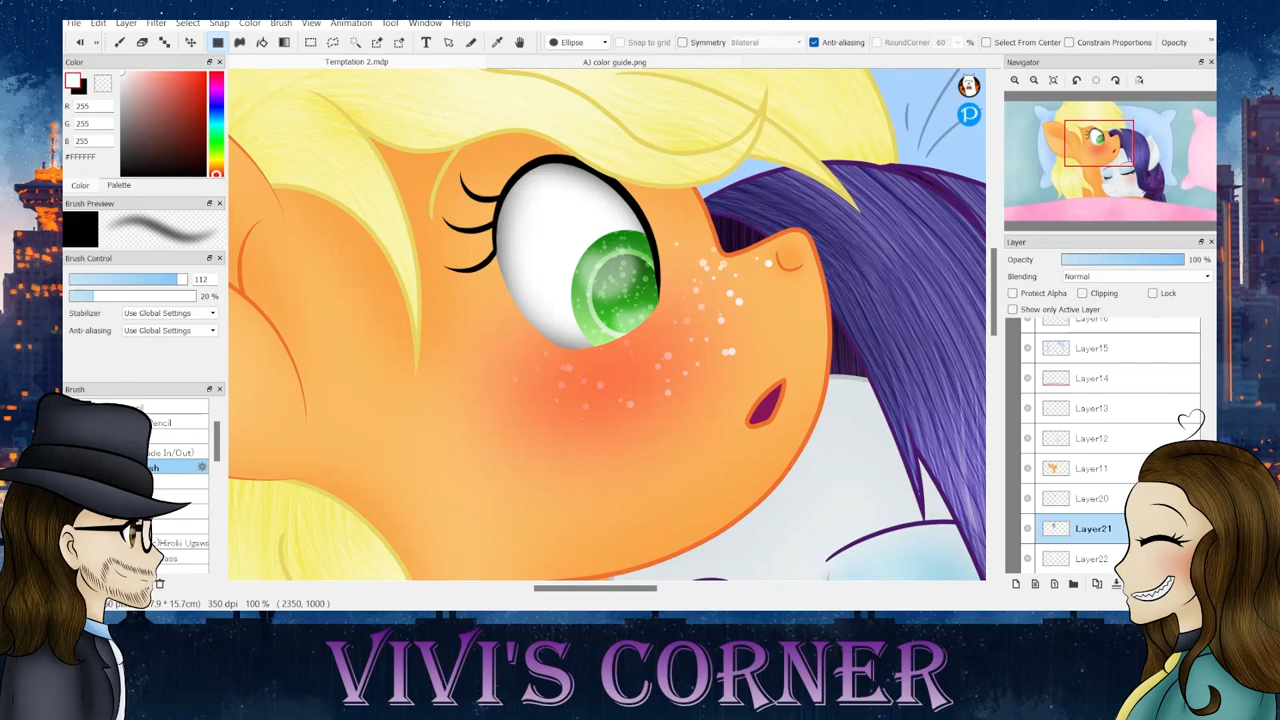 File Edit Layer Filter Select Snap Color Brush View Animation Tool Window Help
Ellipse Snap to grid Symmetry Bilateral Anti-aliasing RoundCorner 60 % Select From Center Constrain Proportions Opacity
Color
Temptation 2.mdp AJ color guide.png
Navigator
R 255
G 255
B 255
#FFFFFF
Color Palette
Brush Preview
Brush Control
112
20 %
Stabilizer Use Global Settings
Anti-aliasing Use Global Settings
Brush
Layer
Opacity 100 %
Blending Normal
Protect Alpha Clipping Lock
Show only Active Layer
Layer15
Layer14
Layer13
Layer12
Layer11
Layer20
Layer21
Layer22
350 dpi 100 % ( 2350, 1000 )
VIVI'S CORNER